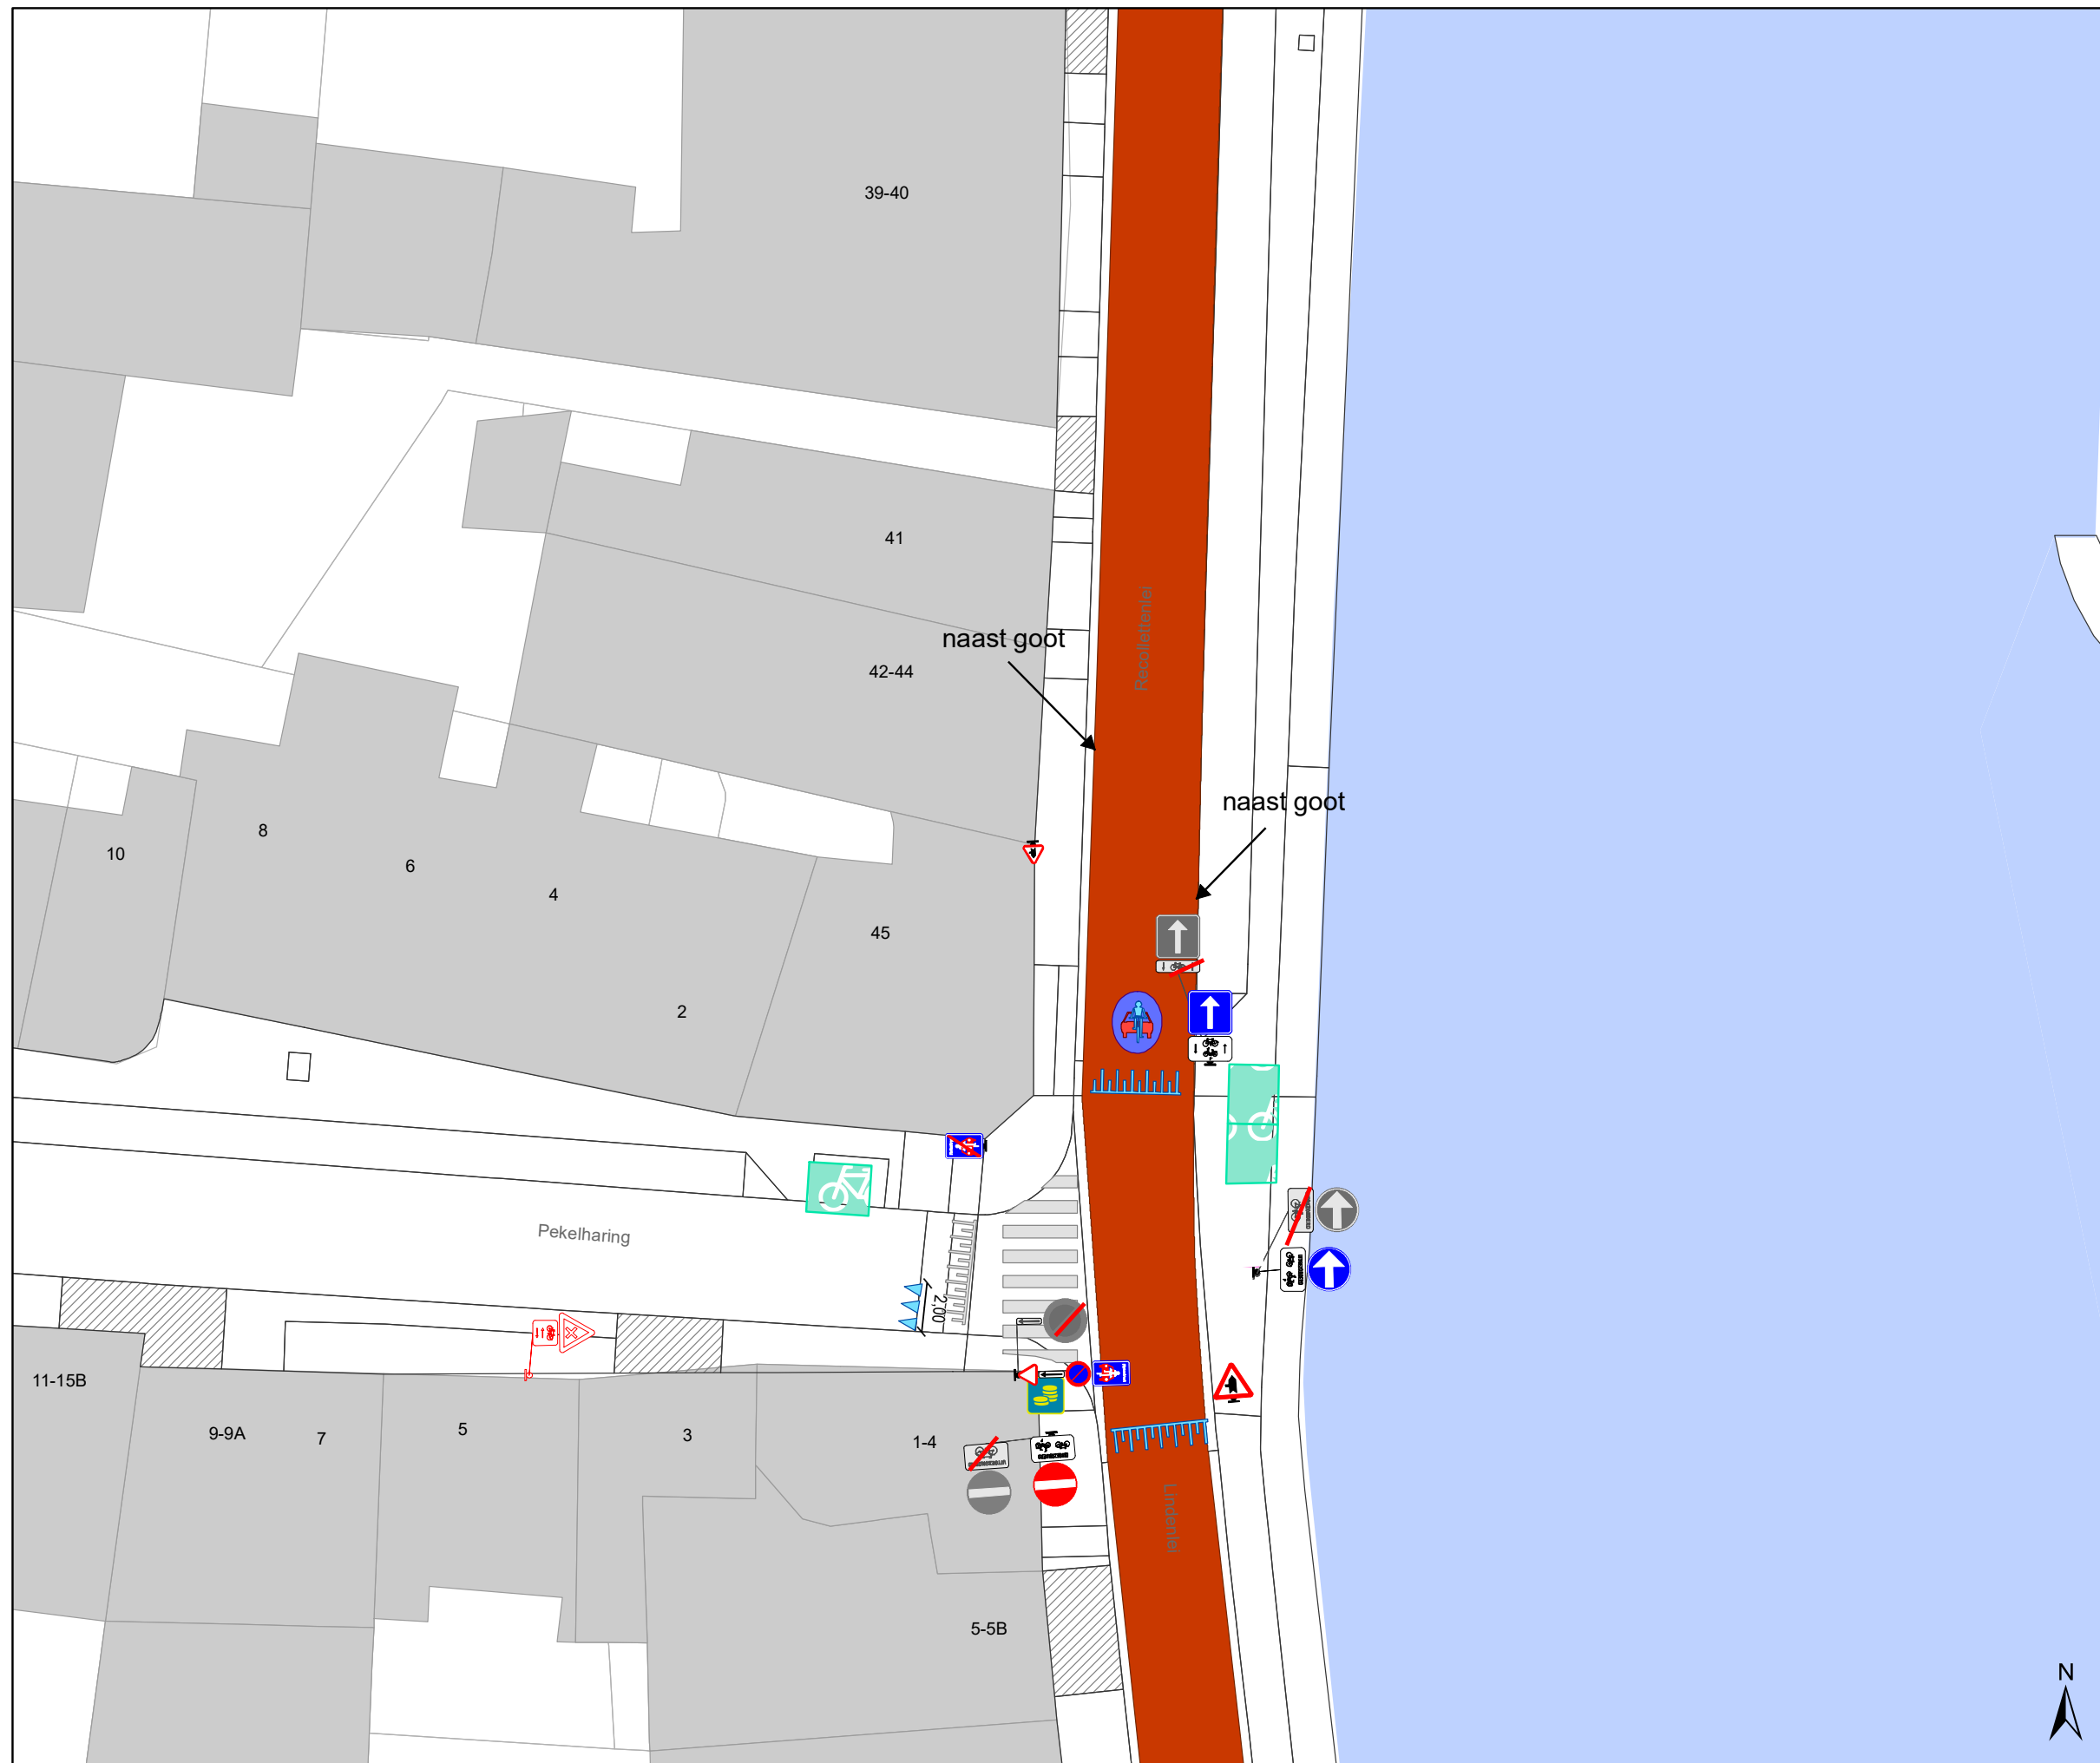 39-40
41
Recollettenlei
naast goot
42-44
naast goot
8
10
6
4
45
2
Pekelharing
2,00
11-15B
9-9A
7
5
3
1-4
Lindenlei
5-5B
N